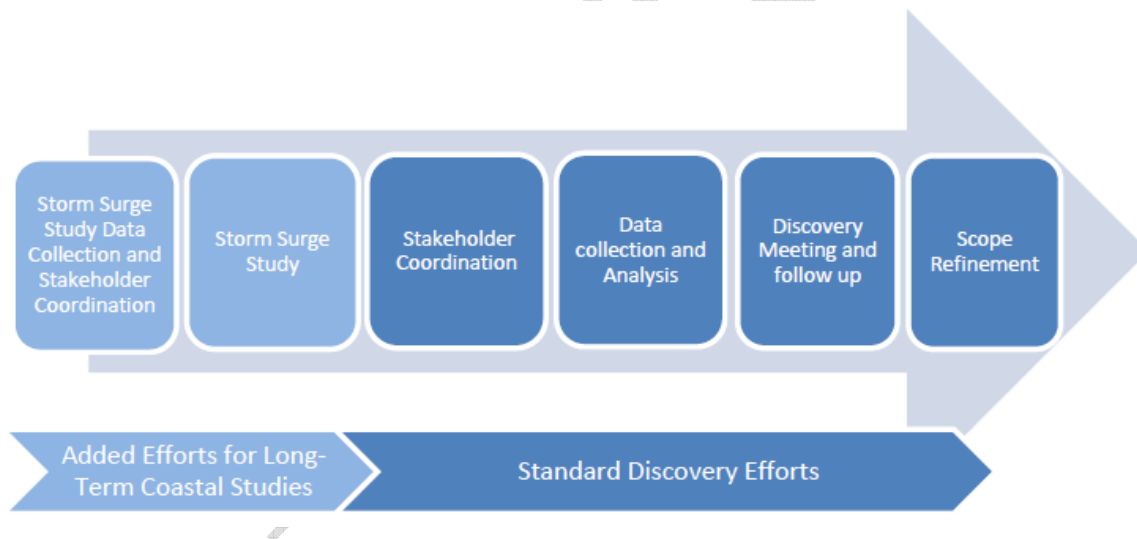 Storm Surge
Study Data
Collection and
Stakeholder
Coordination
Storm Surge
Study
Stakeholder
Coordination
Data
collection and
Analysis
Discovery
Meeting and
follow up
Scope
Refinement
Added Efforts for Long-
Term Coastal Studies
Standard Discovery Efforts